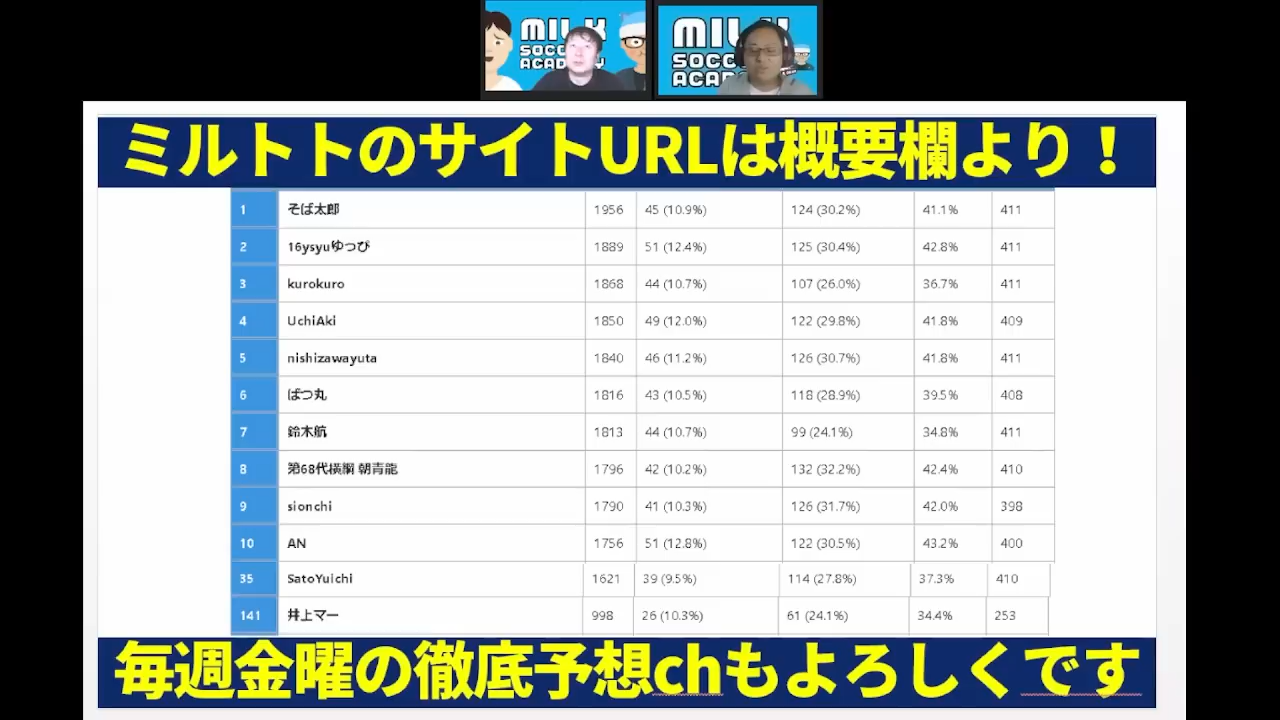 MILK
SOCCER
ACADEMY
MILK
SOCCER
ACADEMY
ミルトトのサイトURLは概要欄より！
1 そば太郎 1956 45 (10.9%) 124 (30.2%) 41.1% 411
2 16ysyuゆっぴ 1889 51 (12.4%) 125 (30.4%) 42.8% 411
3 kurokuro 1868 44 (10.7%) 107 (26.0%) 36.7% 411
4 UchiAki 1850 49 (12.0%) 122 (29.8%) 41.8% 409
5 nishizawayuta 1840 46 (11.2%) 126 (30.7%) 41.8% 411
6 ばつ丸 1816 43 (10.5%) 118 (28.9%) 39.5% 408
7 鈴木航 1813 44 (10.7%) 99 (24.1%) 34.8% 411
8 第68代横綱 朝青龍 1796 42 (10.2%) 132 (32.2%) 42.4% 410
9 sionchi 1790 41 (10.3%) 126 (31.7%) 42.0% 398
10 AN 1756 51 (12.8%) 122 (30.5%) 43.2% 400
35 SatoYuichi 1621 39 (9.5%) 114 (27.8%) 37.3% 410
141 井上マー 998 26 (10.3%) 61 (24.1%) 34.4% 253
毎週金曜の徹底予想chもよろしくです